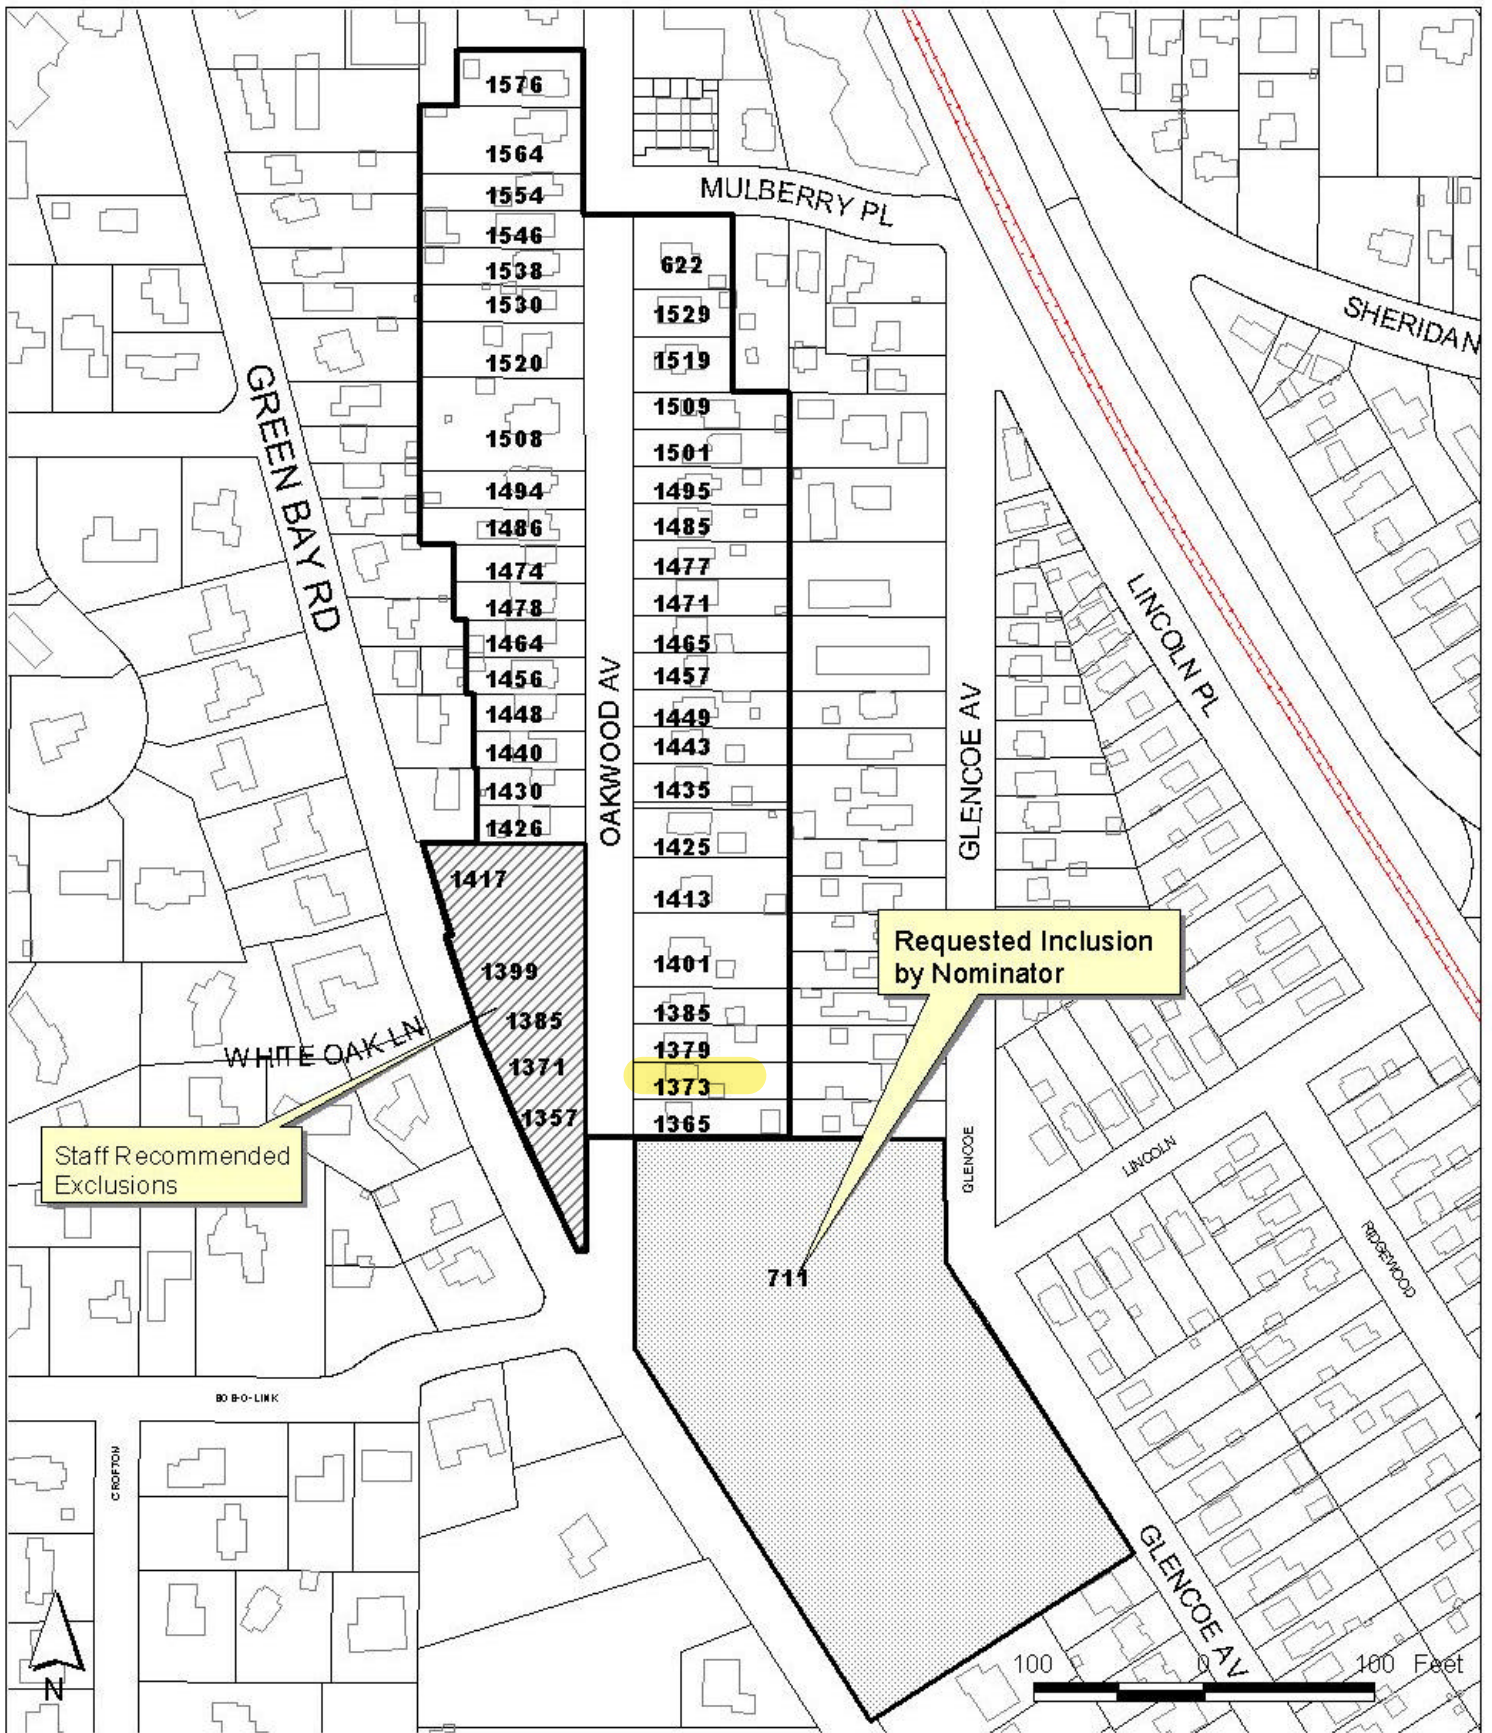 1576
1564
1554
1546
1538
1530
1520
1508
1494
1486
1474
1478
1464
1456
1448
1440
1430
1426
622
1529
1519
1509
1501
1495
1485
1477
1471
1465
1457
1449
1443
1435
1425
1413
1401
1385
1379
1373
1365
1417
1399
1385
1371
1357
711
MULBERRY PL
SHERIDAN
GREEN BAY RD
OAKWOOD AV
GLENCOE AV
LINCOLN PL
Requested Inclusion
by Nominator
WHITE OAK LN
Staff Recommended
Exclusions
GLENCOE
LINCOLN
RIDGEWOOD
BOB-O-LINK
CROFTON
GLENCOE AV
N
100 0 100 Feet